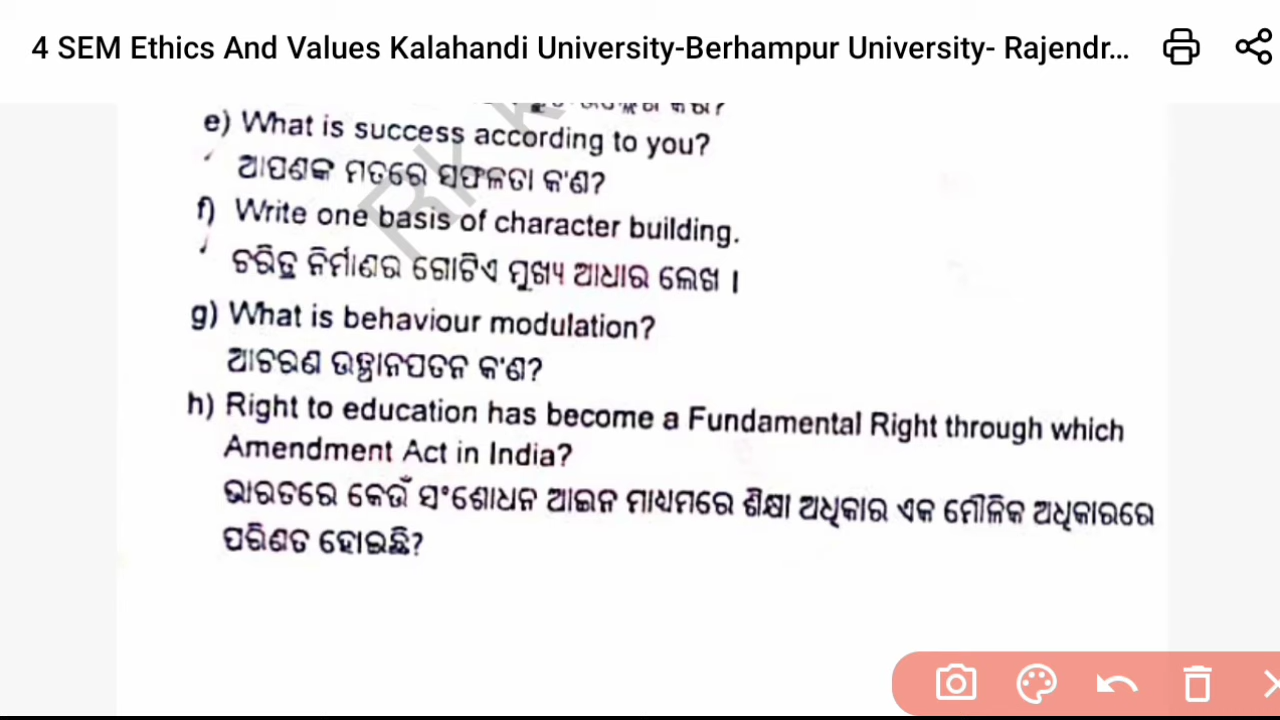 4 SEM Ethics And Values Kalahandi University-Berhampur University- Rajendr...
e) What is success according to you?
ଆପଣଙ୍କ ମତରେ ସଫଳତା କ'ଣ?
f) Write one basis of character building.
ଚରିତ୍ର ନିର୍ମାଣର ଗୋଟିଏ ମୁଖ୍ୟ ଆଧାର ଲେଖ ।
g) What is behaviour modulation?
ଆଚରଣ ଉତ୍ଥାନପତନ କ'ଣ?
h) Right to education has become a Fundamental Right through which
Amendment Act in India?
ଭାରତରେ କେଉଁ ସଂଶୋଧନ ଆଇନ ମାଧ୍ୟମରେ ଶିକ୍ଷା ଅଧିକାର ଏକ ମୌଳିକ ଅଧିକାରରେ
ପରିଣତ ହୋଇଛି?